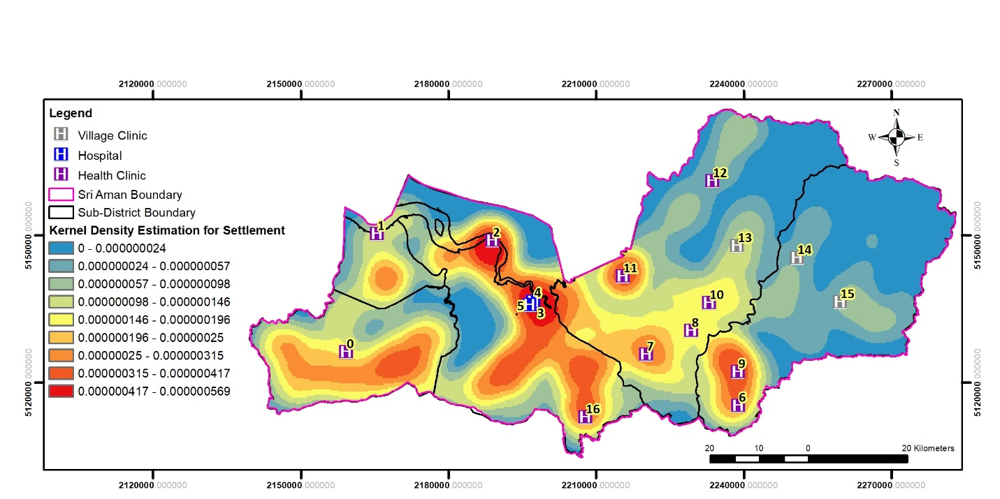 2120000.000000 2150000.000000 2180000.000000 2210000.000000 2240000.000000 2270000.000000
Legend
H Village Clinic
H Hospital
H Health Clinic
Sri Aman Boundary
Sub-District Boundary
Kernel Density Estimation for Settlement
0 - 0.000000024
0.000000024 - 0.000000057
0.000000057 - 0.000000098
0.000000098 - 0.000000146
0.000000146 - 0.000000196
0.000000196 - 0.00000025
0.00000025 - 0.000000315
0.000000315 - 0.000000417
0.000000417 - 0.000000569
N
W E
S
H 12
H 1
H 2
H 13
H 14
H 11
4
5 H
3
H 10
H 15
H 8
H 0
H 7
H 9
H 6
H 16
5150000.000000
5120000.000000
5150000.000000
5120000.000000
20 10 0 20 Kilometers
2120000.000000 2150000.000000 2180000.000000 2210000.000000 2240000.000000 2270000.000000